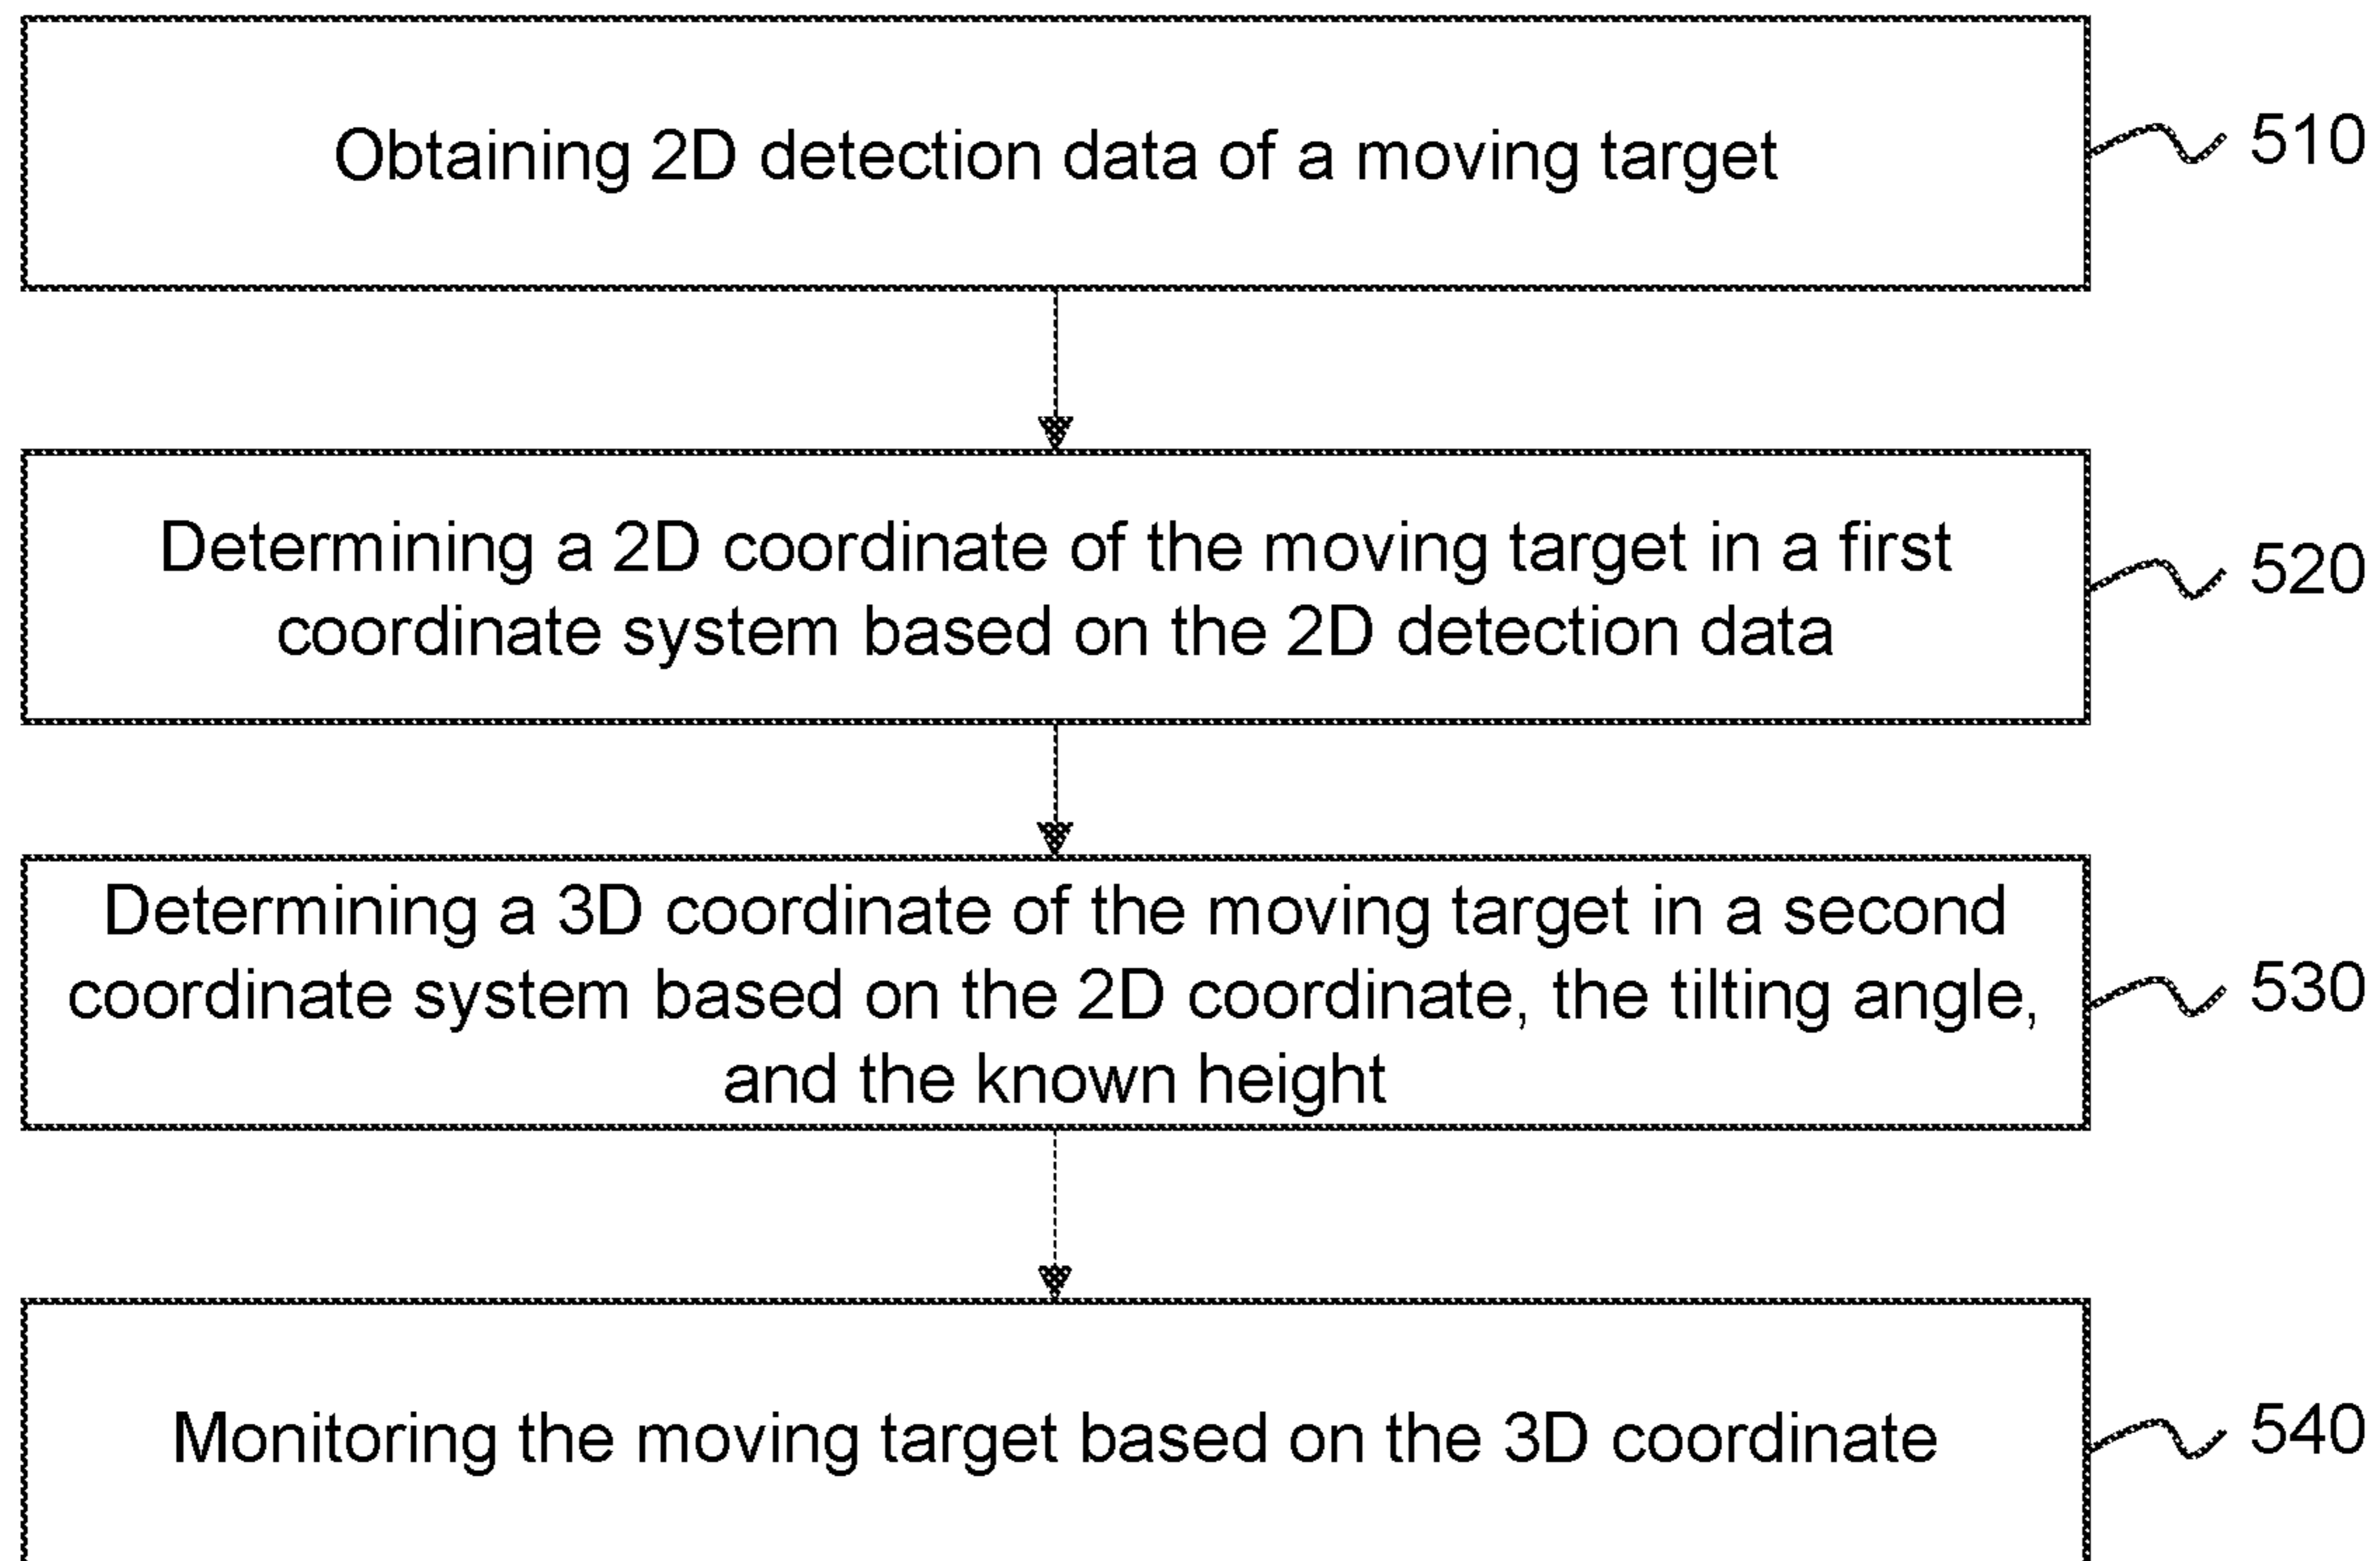 Obtaining 2D detection data of a moving target
510
Determining a 2D coordinate of the moving target in a first
coordinate system based on the 2D detection data
520
Determining a 3D coordinate of the moving target in a second
coordinate system based on the 2D coordinate, the tilting angle,
and the known height
530
Monitoring the moving target based on the 3D coordinate
540